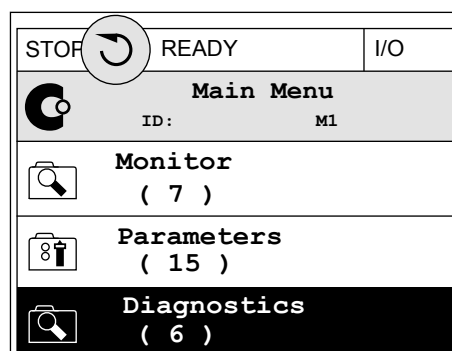 STOP READY I/O
Main Menu
ID: M1
Monitor
( 7 )
Parameters
( 15 )
Diagnostics
( 6 )